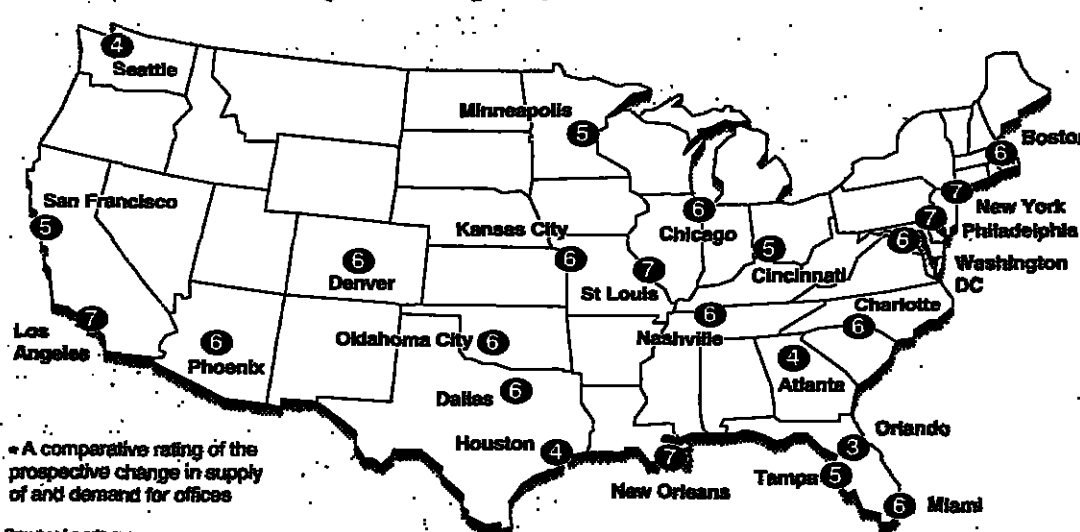 4
Seattle
Minneapolis
5
Boston
6
San Francisco
5
7
New York
7
Philadelphia
6
Chicago
Kansas City
6
6
Washington
DC
6
Denver
5
Cincinnati
7
St Louis
Charlotte
6
7
Los
Angeles
6
Phoenix
Oklahoma City
6
6
Nashville
4
Atlanta
Dallas
6
Houston
4
3
Orlando
7
New Orleans
Tampa
5
6
Miami
* A comparative rating of the
prospective change in supply
of and demand for offices